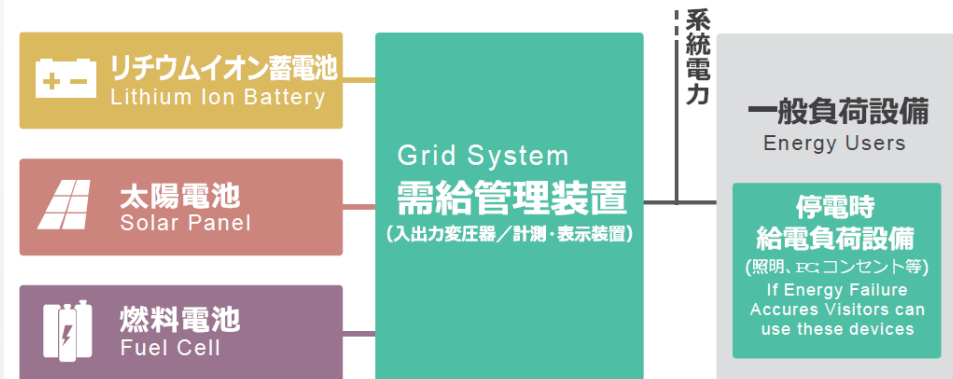 リチウムイオン蓄電池
Lithium Ion Battery
太陽電池
Solar Panel
燃料電池
Fuel Cell
Grid System
需給管理装置
(入出力変圧器/計測・表示装置)
系統電力
一般負荷設備
Energy Users
停電時
給電負荷設備
(照明、PCコンセント等)
If Energy Failure
Accures Visitors can
use these devices